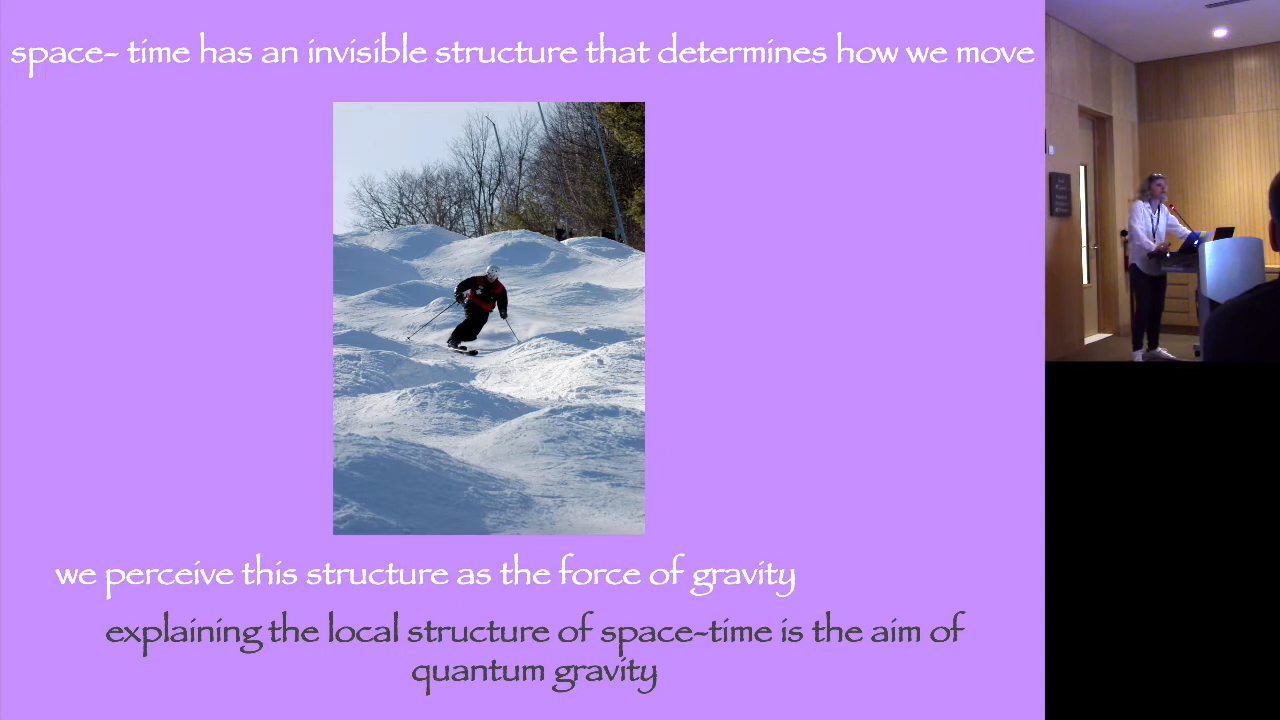 space- time has an invisible structure that determines how we move
we perceive this structure as the force of gravity
explaining the local structure of space-time is the aim of
quantum gravity